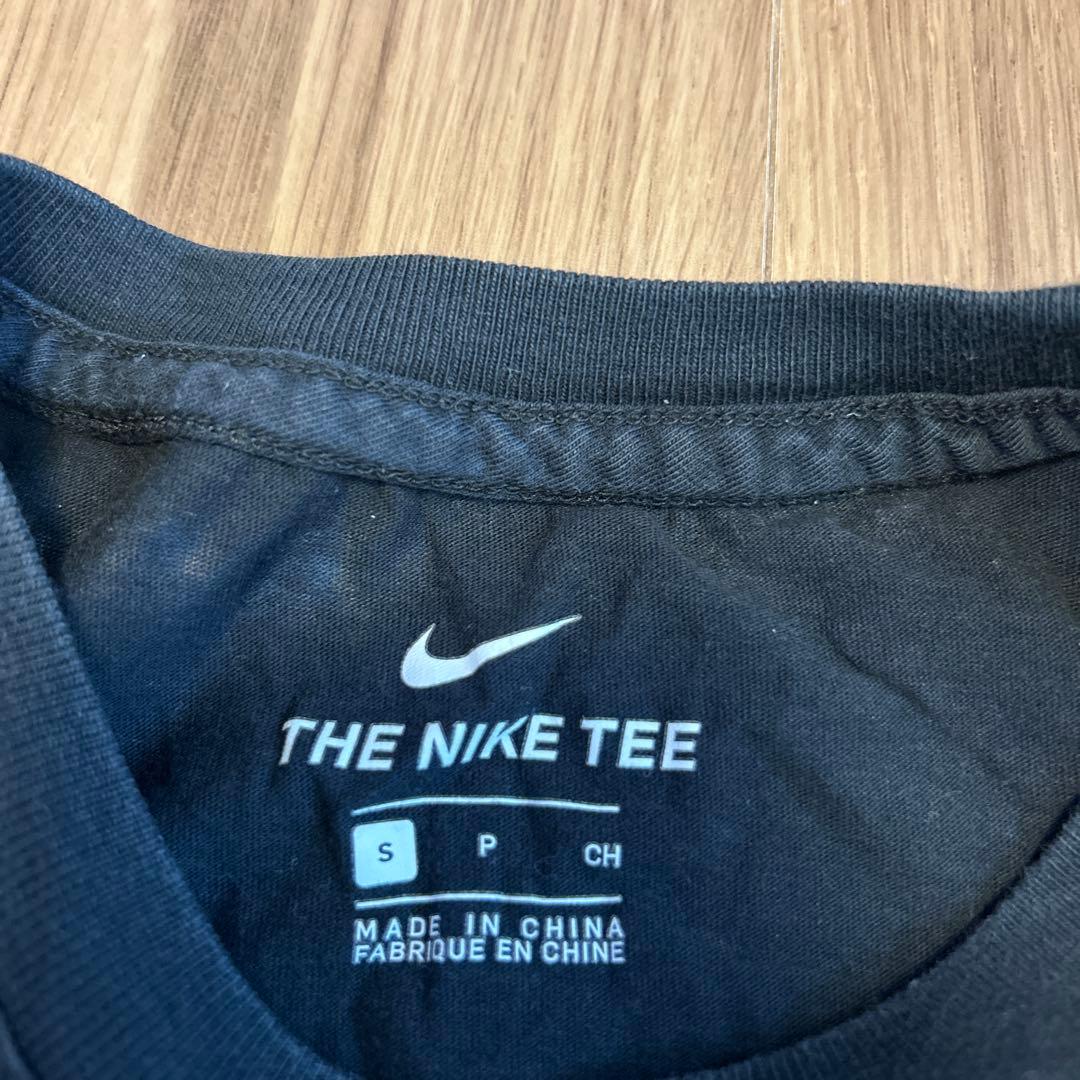 THE NIKE TEE
S P CH
MADE IN CHINA
FABRIQUE EN CHINE